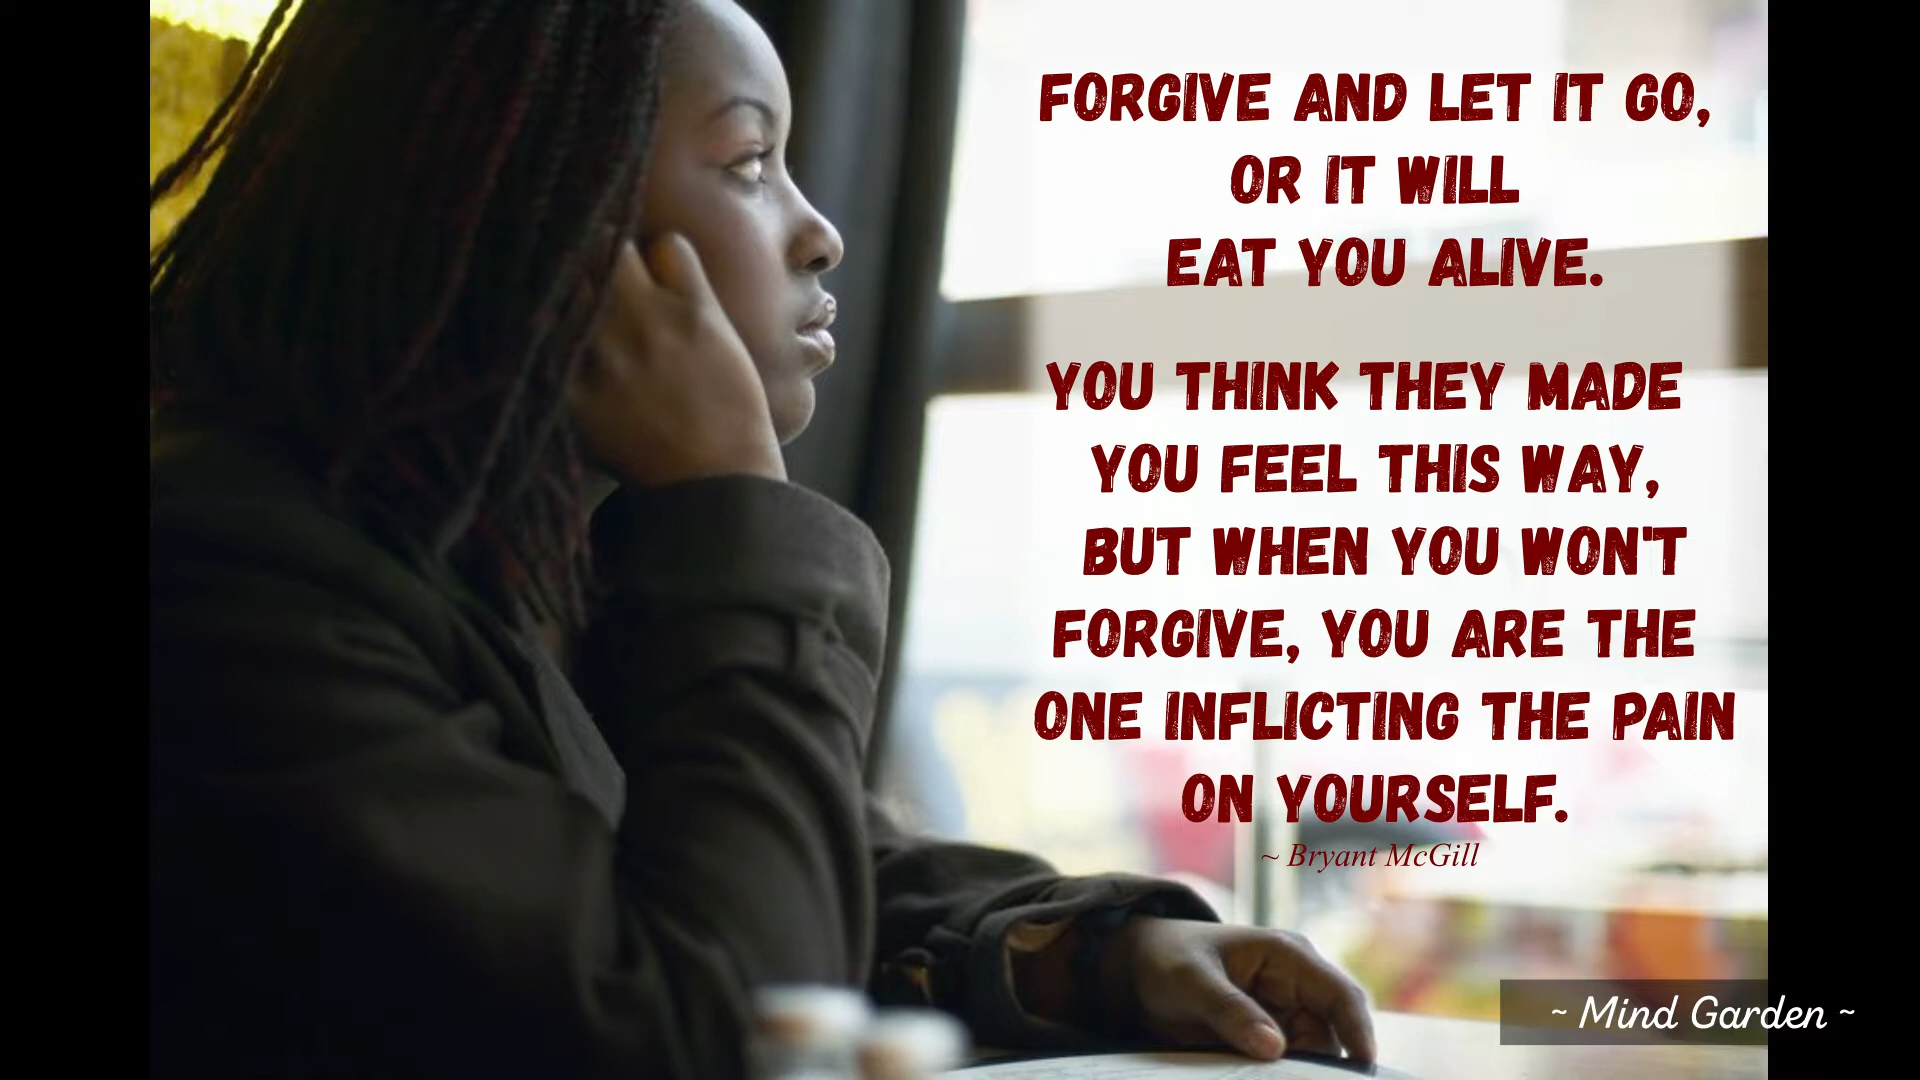 FORGIVE AND LET IT GO,
OR IT WILL
EAT YOU ALIVE.
YOU THINK THEY MADE
YOU FEEL THIS WAY,
BUT WHEN YOU WON'T
FORGIVE, YOU ARE THE
ONE INFLICTING THE PAIN
ON YOURSELF.
~ Bryant McGill
~ Mind Garden ~